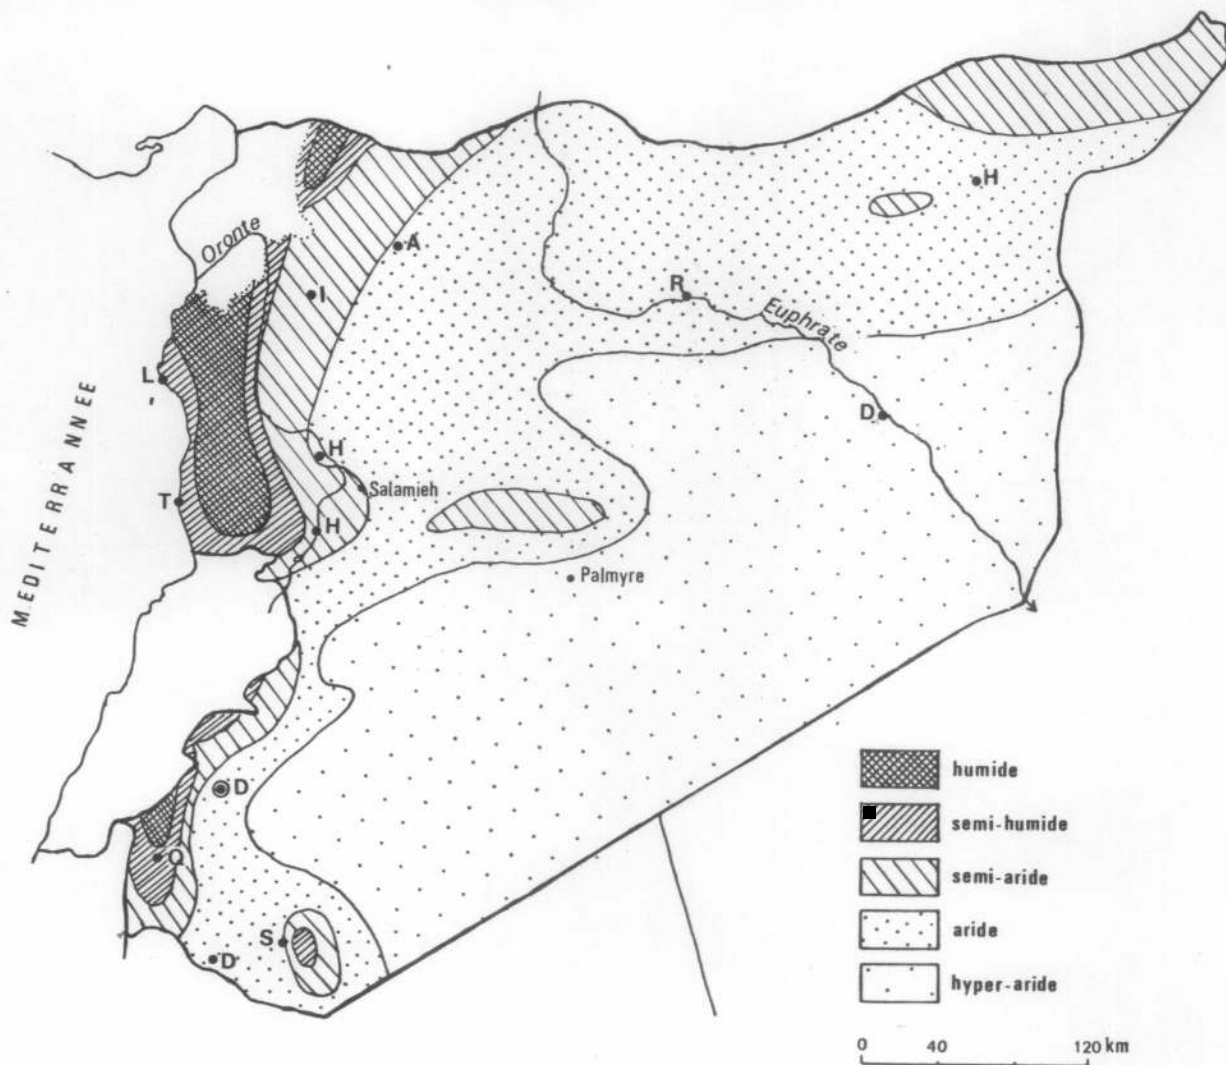 Oronte
A
H
I
R
Euphrate
L
MEDITERRANNEE
D
H
T
Salamieh
H
Palmyre
D
Q
S
D
humide
semi-humide
semi-aride
aride
hyper-aride
0 40 120 km